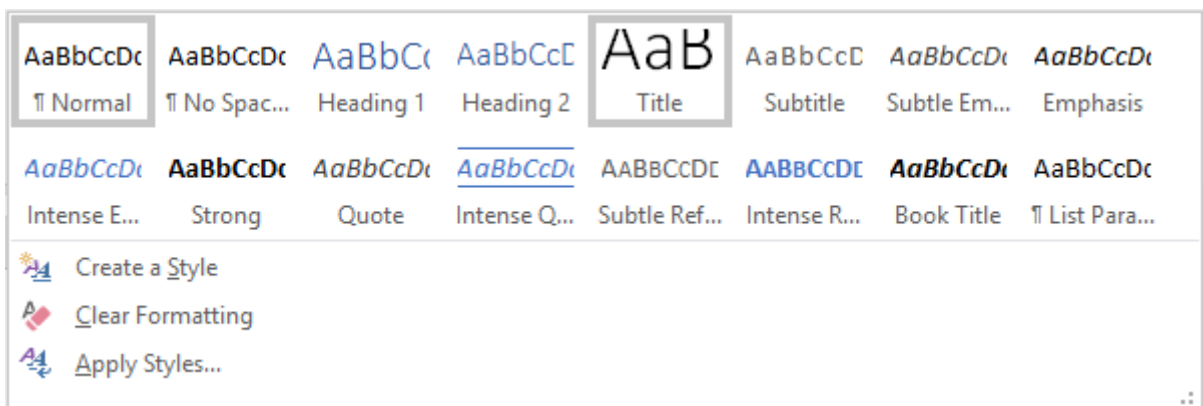 AaBbCcDc AaBbCcDc AaBbCc AaBbCcD AaB AaBbCcD AaBbCcDc AaBbCcDc
¶ Normal ¶ No Spac... Heading 1 Heading 2 Title Subtitle Subtle Em... Emphasis
AaBbCcDc AaBbCcDc AaBbCcDc AaBbCcDc AABBCCDD AABBCCDD AaBbCcDc AaBbCcDc
Intense E... Strong Quote Intense Q... Subtle Ref... Intense R... Book Title ¶ List Para...
Create a Style
Clear Formatting
Apply Styles...